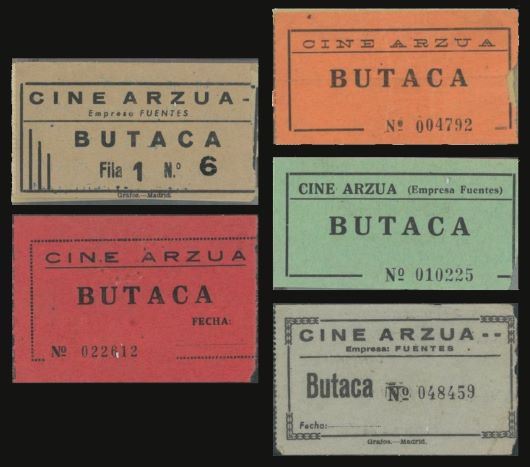 CINE ARZUA -
Empresa FUENTES
BUTACA
Fila 1 N.º 6
Grafos.—Madrid.
CINE ARZUA
BUTACA
FECHA:
Nº 022612
CINE ARZUA
BUTACA
Nº 004792
CINE ARZUA (Empresa Fuentes)
BUTACA
Nº 010225
CINE ARZUA - -
Empresa: FUENTES
Butaca Nº 048459
Fecha:
Grafos.—Madrid.